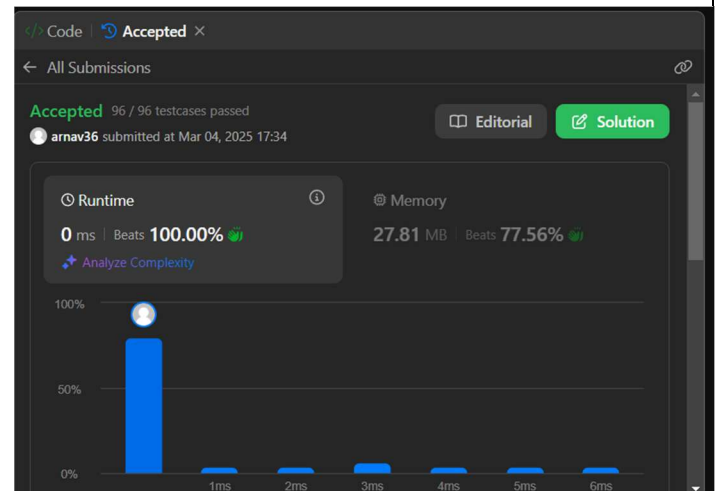 </> Code | Accepted ×
← All Submissions
Accepted 96 / 96 testcases passed
arnav36 submitted at Mar 04, 2025 17:34
Editorial
Solution
Runtime
0 ms | Beats 100.00%
Analyze Complexity
Memory
27.81 MB | Beats 77.56%
100%
50%
0%
1ms 2ms 3ms 4ms 5ms 6ms